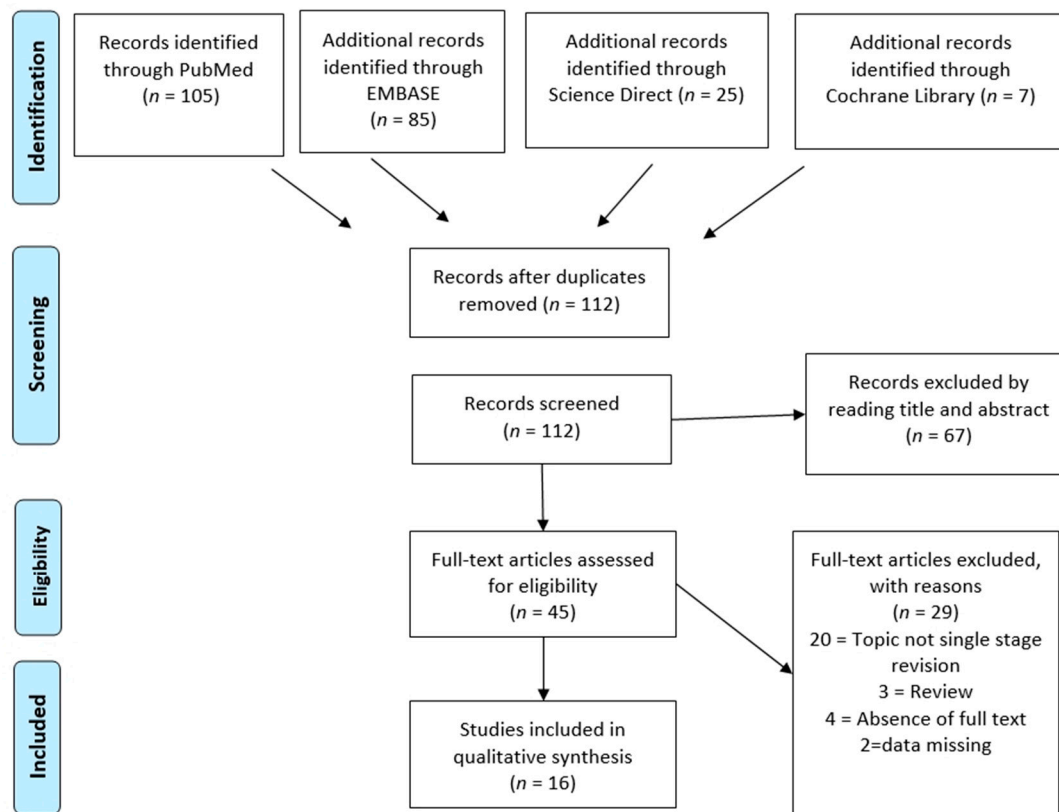 Identification
Records identified
through PubMed
(n = 105)
Additional records
identified through
EMBASE
(n = 85)
Additional records
identified through
Science Direct (n = 25)
Additional records
identified through
Cochrane Library (n = 7)
Screening
Records after duplicates
removed (n = 112)
Records screened
(n = 112)
Records excluded by
reading title and abstract
(n = 67)
Eligibility
Full-text articles assessed
for eligibility
(n = 45)
Full-text articles excluded,
with reasons
(n = 29)
20 = Topic not single stage
revision
3 = Review
4 = Absence of full text
2=data missing
Included
Studies included in
qualitative synthesis
(n = 16)